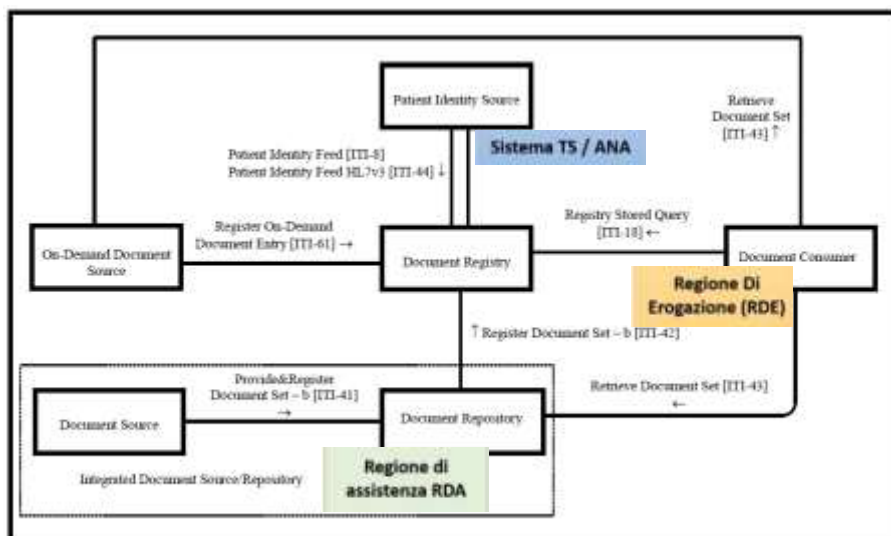 Patient Identity Source
Sistema TS / ANA
Retrieve
Document Set
[ITI-43] ↑
Patient Identity Feed [ITI-8]
Patient Identity Feed HL7v3 [ITI-44] ↓
Register On-Demand
Document Entry [ITI-61] →
Registry Stored Query
[ITI-18] ←
On-Demand Document
Source
Document Registry
Document Consumer
Regione Di
Erogazione (RDE)
↑ Register Document Set – b [ITI-42]
Provide&Register
Document Set – b [ITI-41]
→
Retrieve Document Set [ITI-43]
←
Document Source
Document Repository
Integrated Document Source/Repository
Regione di
assistenza RDA